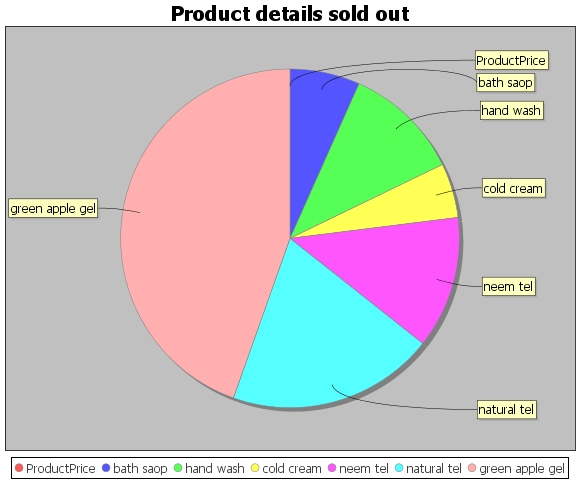 Product details sold out
ProductPrice
bath saop
hand wash
cold cream
green apple gel
neem tel
natural tel
ProductPrice bath saop hand wash cold cream neem tel natural tel green apple gel